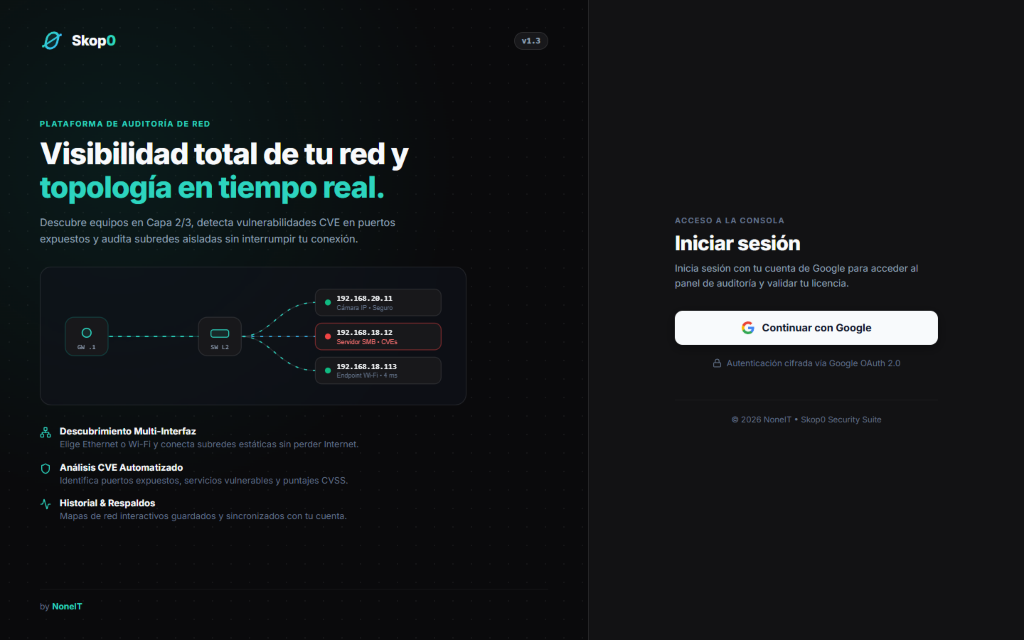 Skop0
v1.3
PLATAFORMA DE AUDITORÍA DE RED
Visibilidad total de tu red y
topología en tiempo real.
Descubre equipos en Capa 2/3, detecta vulnerabilidades CVE en puertos
expuestos y audita subredes aisladas sin interrumpir tu conexión.
GW .1
SW L2
192.168.20.11
Cámara IP • Seguro
192.168.18.12
Servidor SMB • CVEs
192.168.18.113
Endpoint Wi-Fi • 4 ms
Descubrimiento Multi-Interfaz
Elige Ethernet o Wi-Fi y conecta subredes estáticas sin perder Internet.
Análisis CVE Automatizado
Identifica puertos expuestos, servicios vulnerables y puntajes CVSS.
Historial & Respaldos
Mapas de red interactivos guardados y sincronizados con tu cuenta.
by NoneIT
ACCESO A LA CONSOLA
Iniciar sesión
Inicia sesión con tu cuenta de Google para acceder al
panel de auditoría y validar tu licencia.
Continuar con Google
Autenticación cifrada vía Google OAuth 2.0
© 2026 NoneIT • Skop0 Security Suite